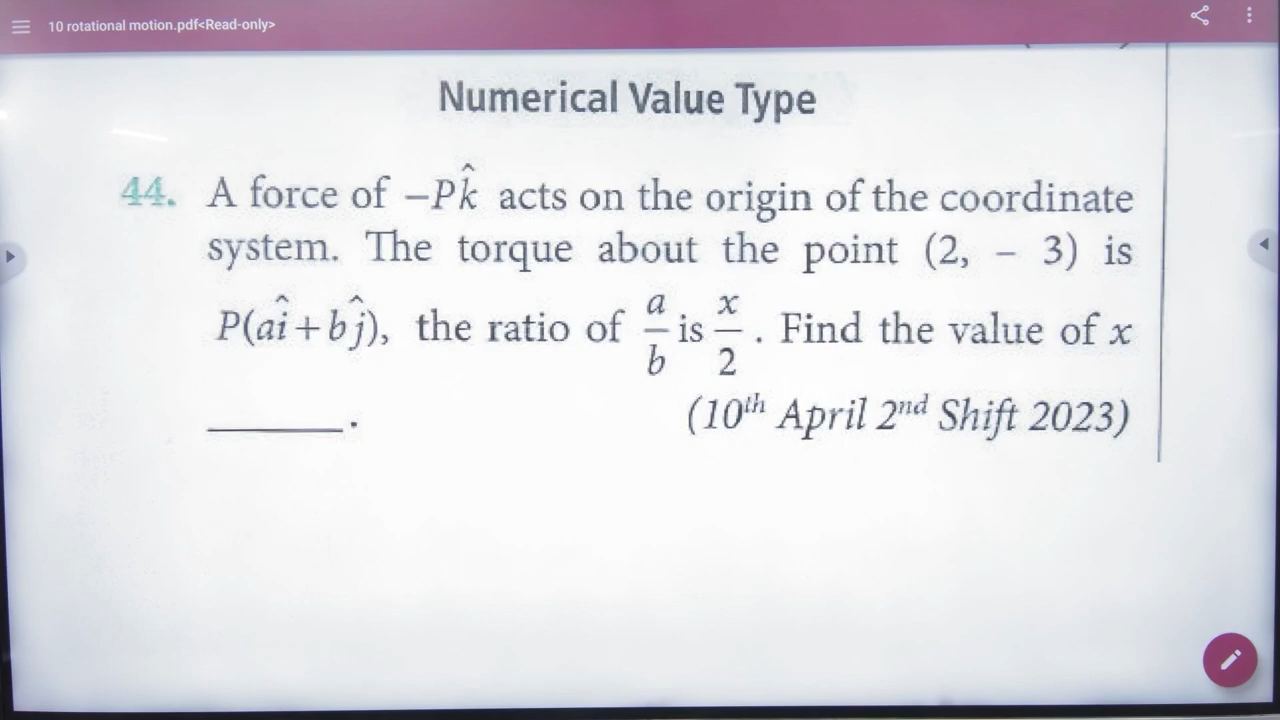 10 rotational motion.pdf<Read-only>
Numerical Value Type
44. A force of −Pk̂ acts on the origin of the coordinate
system. The torque about the point (2, – 3) is
P(aî + bĵ), the ratio of a/b is x/2. Find the value of x
______.
(10th April 2nd Shift 2023)